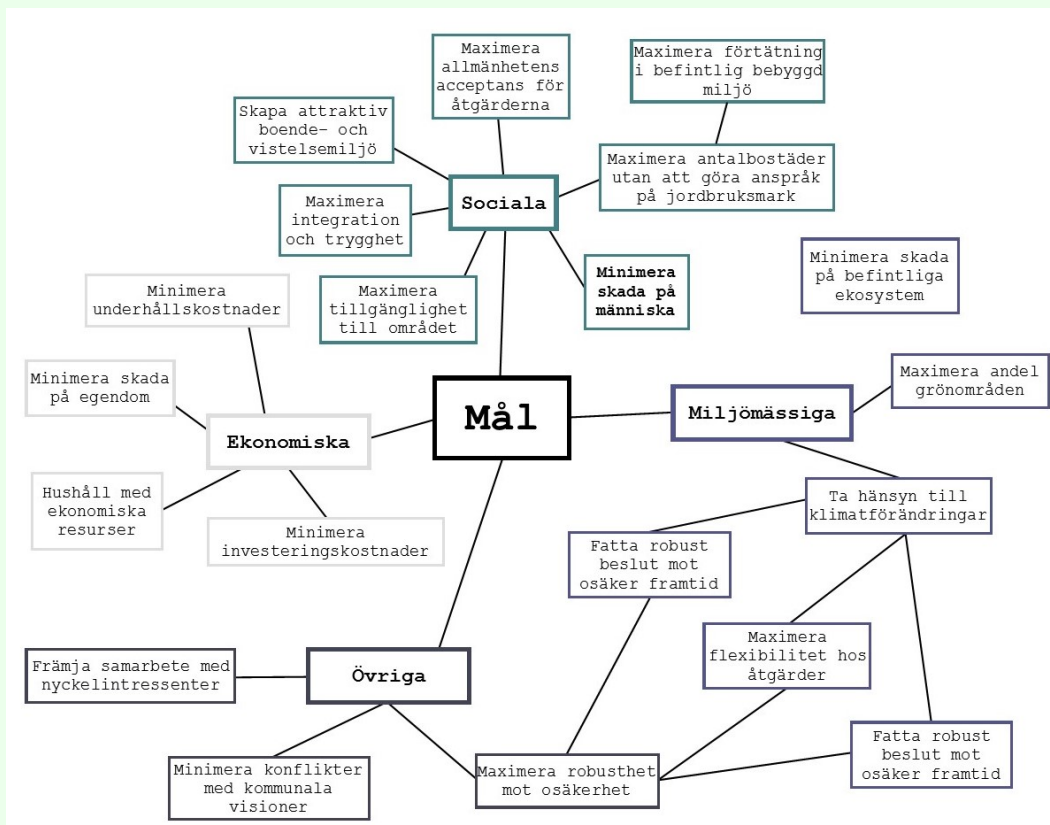 Maximera
allmänhetens
acceptans för
åtgärderna
Maximera förtätning
i befintlig bebyggd
miljö
Skapa attraktiv
boende- och
vistelsemiljö
Maximera antalbostäder
utan att göra anspråk
på jordbruksmark
Sociala
Maximera
integration
och trygghet
Minimera skada
på befintliga
ekosystem
Minimera
skada på
människa
Maximera
tillgänglighet
till området
Minimera
underhållskostnader
Minimera skada
på egendom
Maximera andel
grönområden
Mål
Miljömässiga
Ekonomiska
Hushåll med
ekonomiska
resurser
Ta hänsyn till
klimatförändringar
Minimera
investeringskostnader
Fatta robust
beslut mot
osäker framtid
Maximera
flexibilitet hos
åtgärder
Främja samarbete med
nyckelintressenter
Övriga
Fatta robust
beslut mot
osäker framtid
Minimera konflikter
med kommunala
visioner
Maximera robusthet
mot osäkerhet